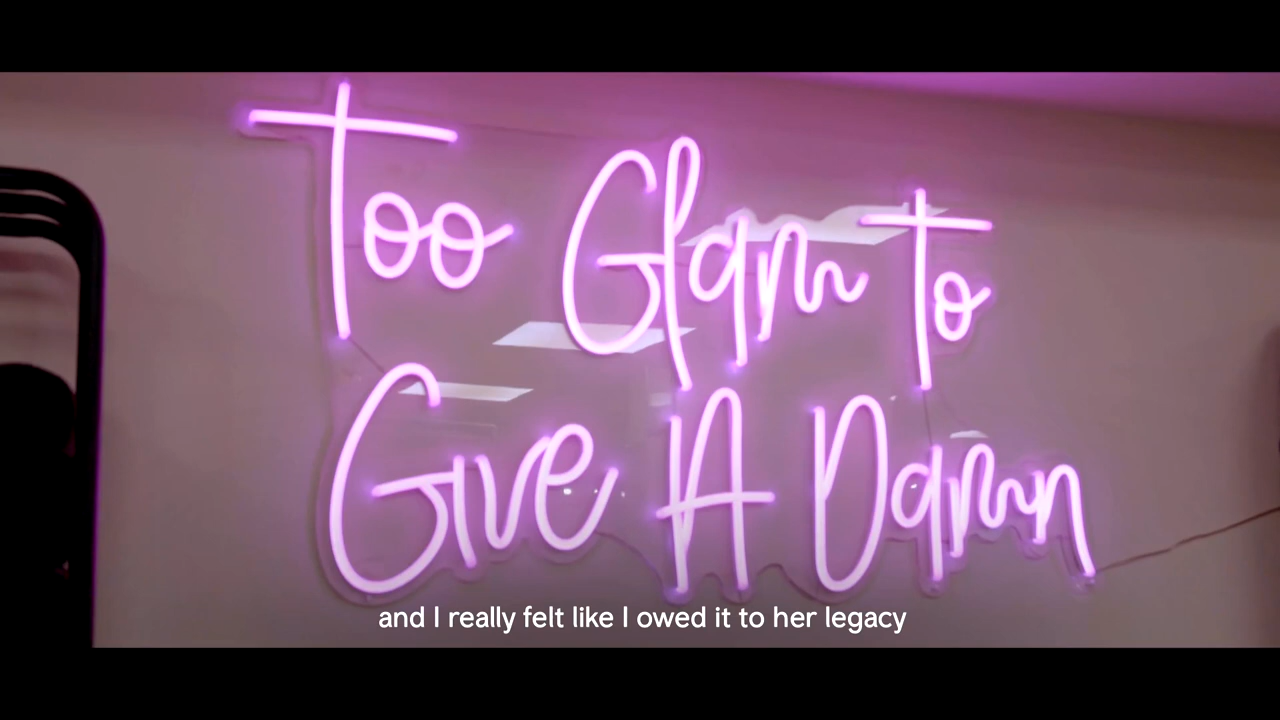 Too Glam to
Give A Damn
and I really felt like I owed it to her legacy